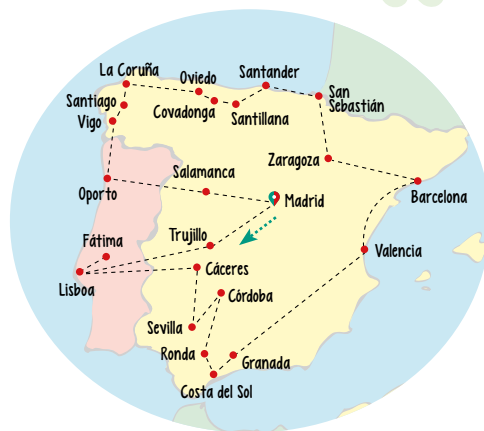 La Coruña
Oviedo
Santander
San
Sebastián
Santiago
Covadonga
Santillana
Vigo
Zaragoza
Salamanca
Oporto
Madrid
Barcelona
Fátima
Trujillo
Valencia
Cáceres
Lisboa
Córdoba
Sevilla
Ronda
Granada
Costa del Sol